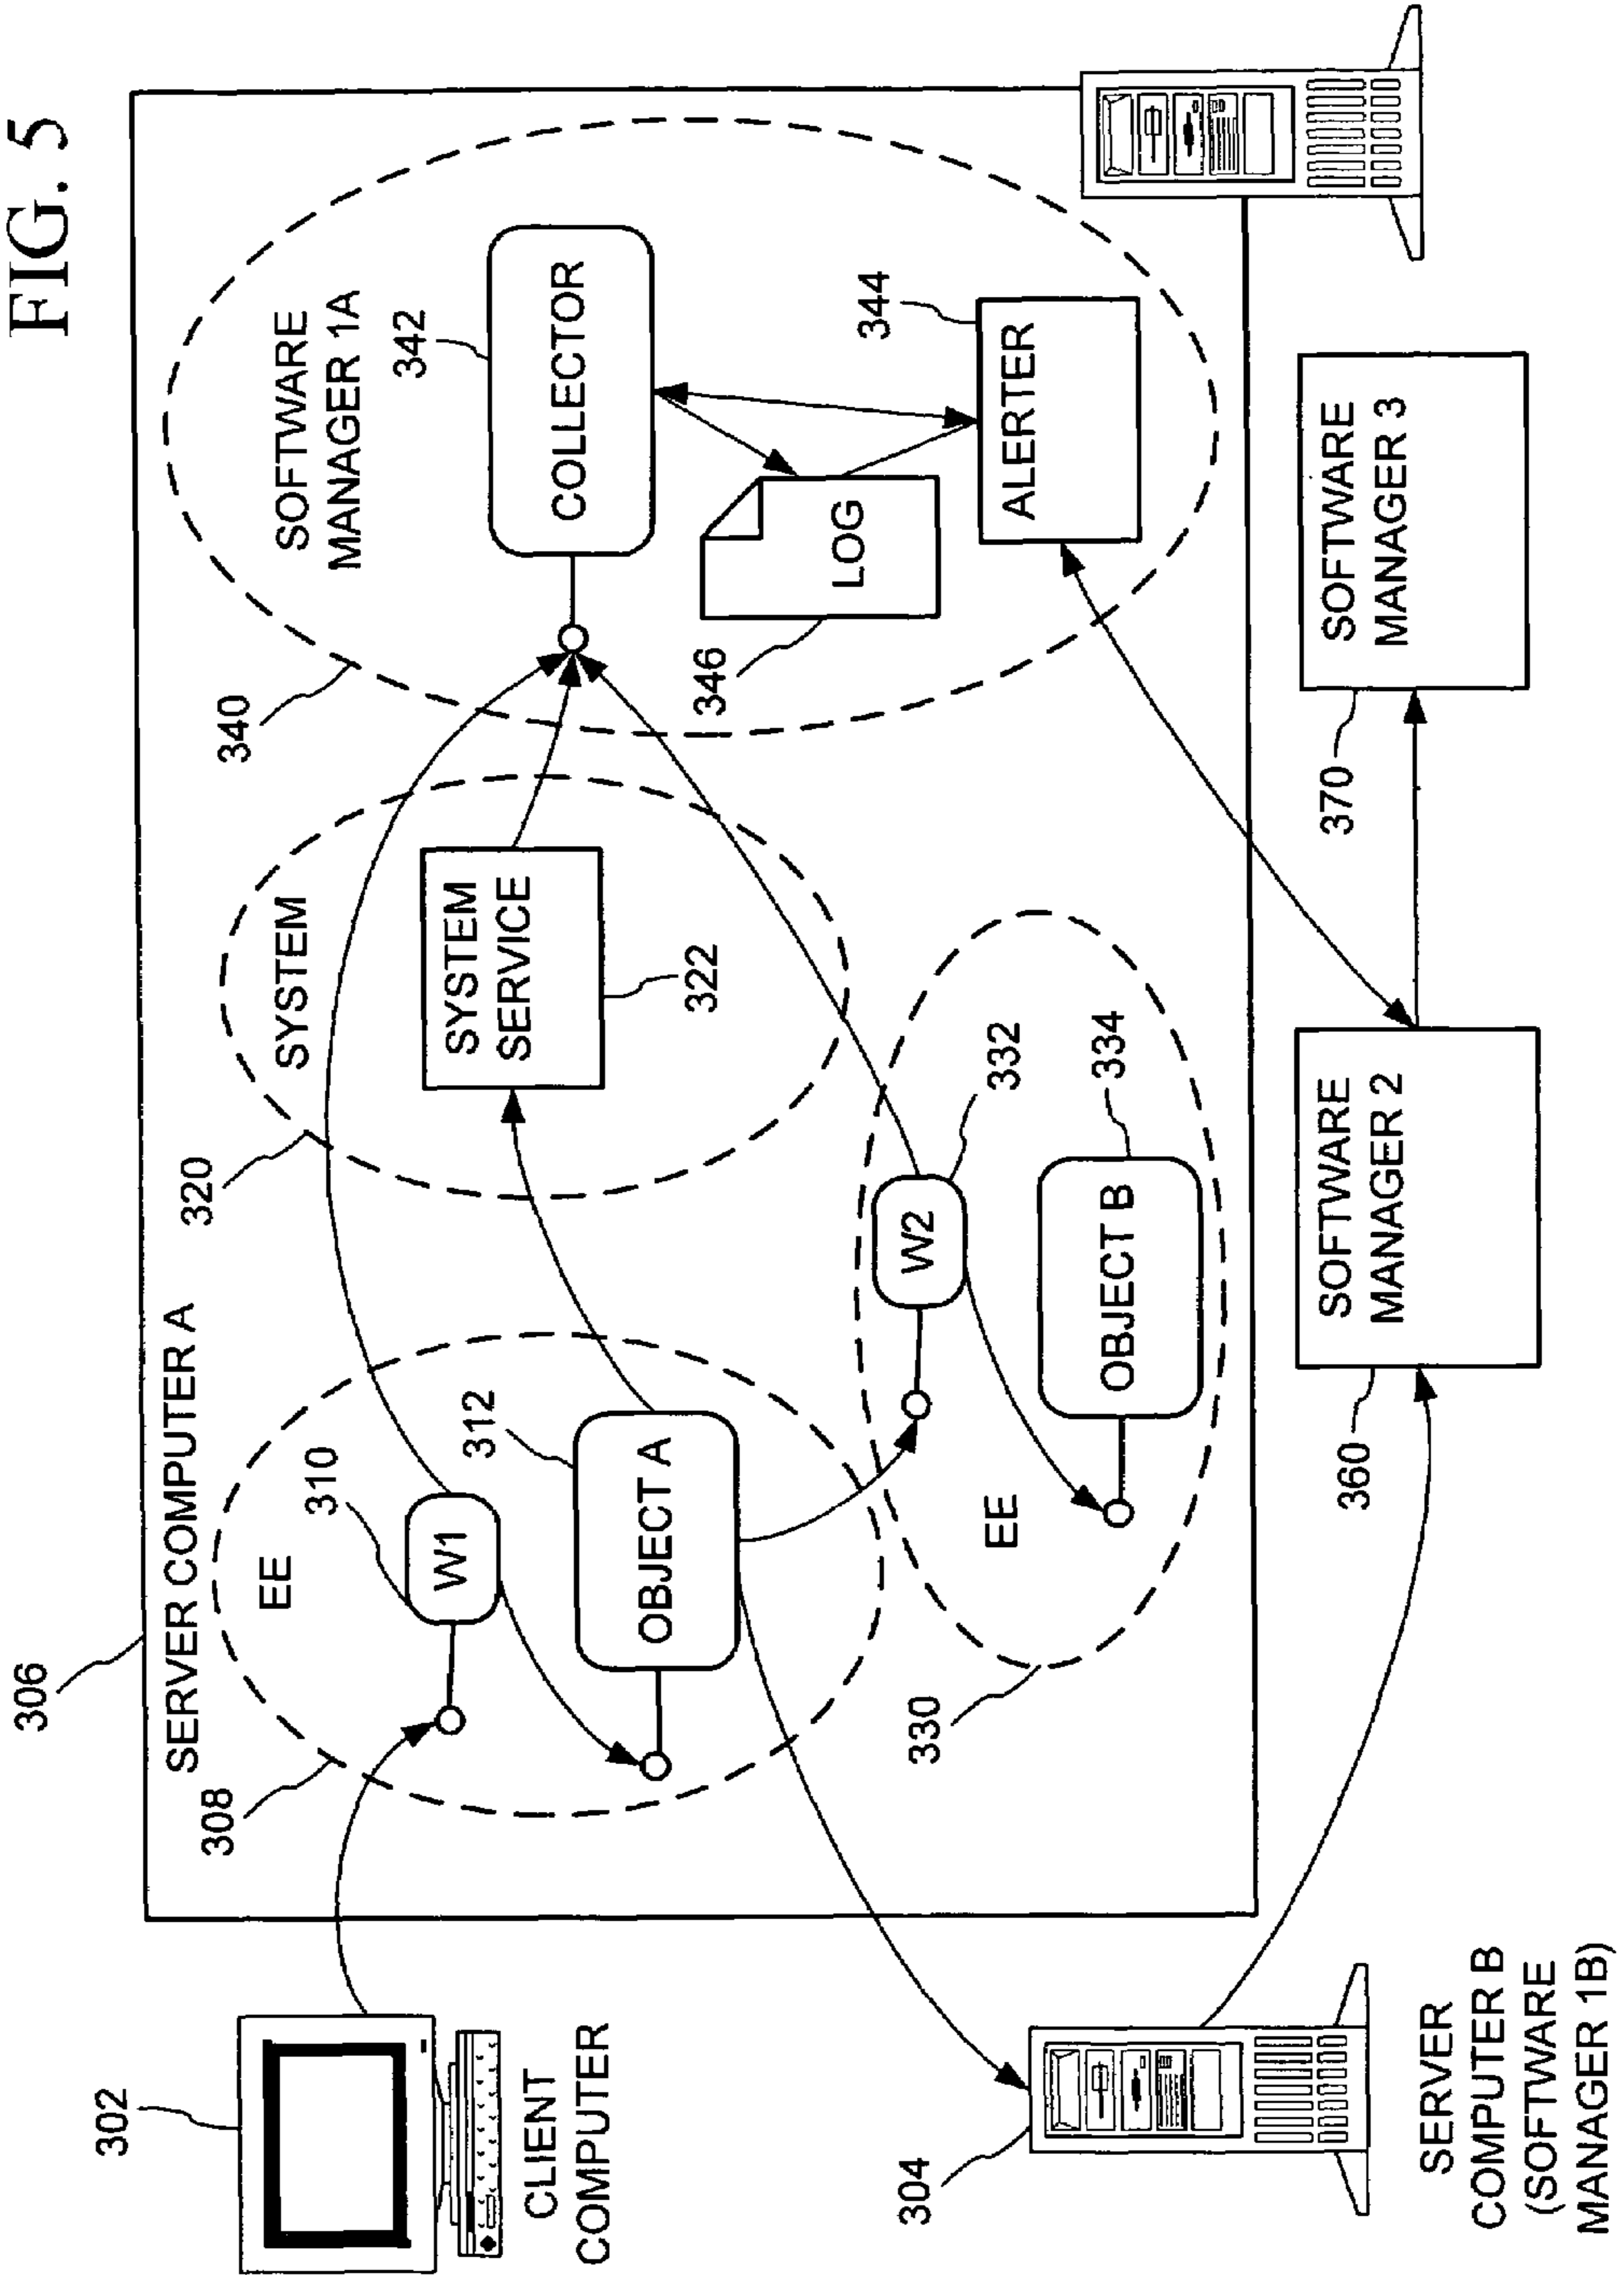 FIG. 5
306
SERVER COMPUTER A
302
CLIENT
COMPUTER
308
EE
310
W1
312
OBJECT A
320
SYSTEM
SYSTEM
SERVICE
322
340
SOFTWARE
MANAGER 1A
342
COLLECTOR
346
LOG
344
ALERTER
330
EE
W2
332
OBJECT B
334
304
SERVER
COMPUTER B
(SOFTWARE
MANAGER 1B)
360
SOFTWARE
MANAGER 2
370
SOFTWARE
MANAGER 3